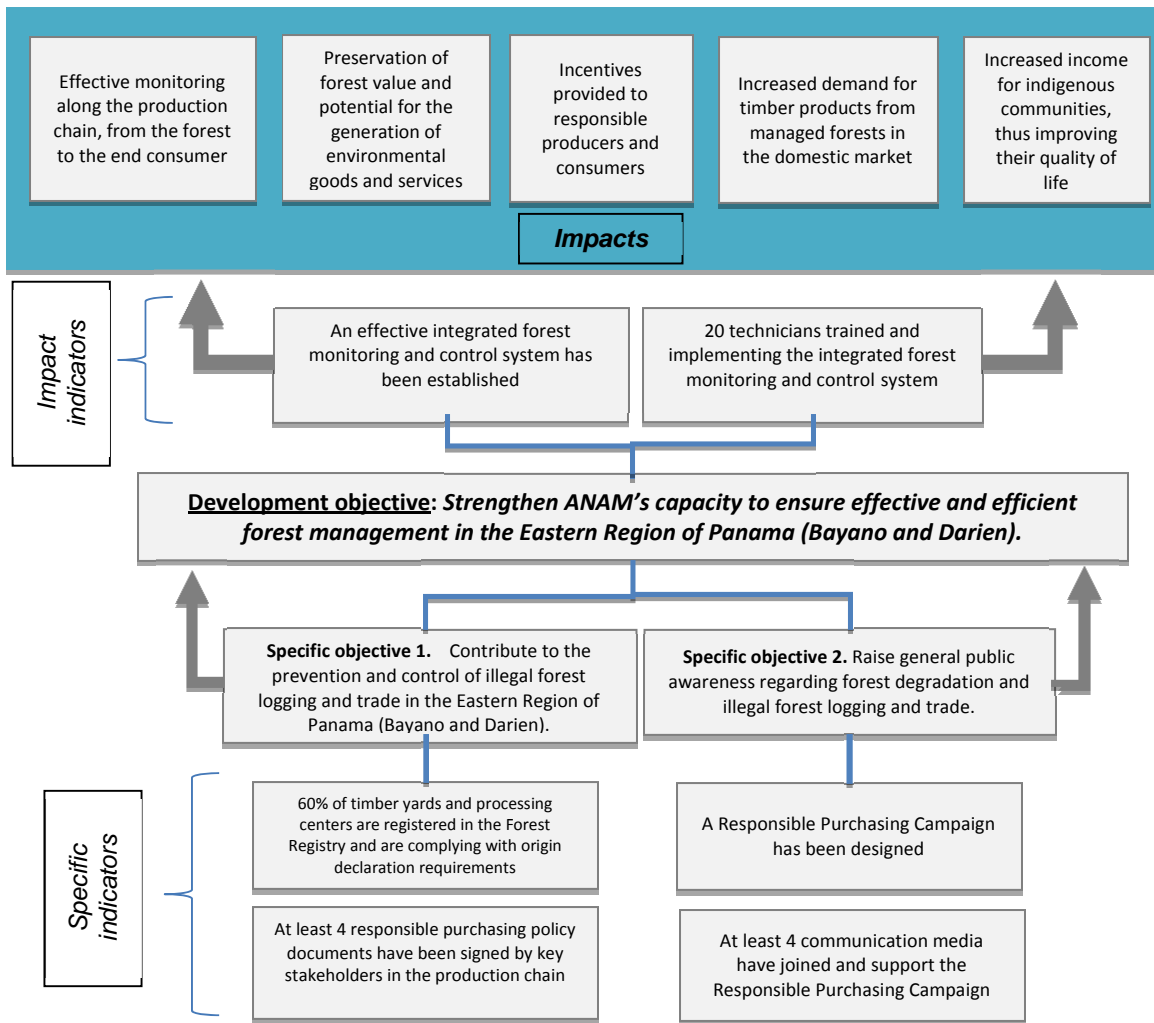 Effective monitoring
along the production
chain, from the forest
to the end consumer
Preservation of
forest value and
potential for the
generation of
environmental
goods and services
Incentives
provided to
responsible
producers and
consumers
Increased demand for
timber products from
managed forests in
the domestic market
Increased income
for indigenous
communities,
thus improving
their quality of
life
Impacts
Impact
indicators
An effective integrated forest
monitoring and control system has
been established
20 technicians trained and
implementing the integrated forest
monitoring and control system
Development objective: Strengthen ANAM's capacity to ensure effective and efficient
forest management in the Eastern Region of Panama (Bayano and Darien).
Specific objective 1. Contribute to the
prevention and control of illegal forest
logging and trade in the Eastern Region of
Panama (Bayano and Darien).
Specific objective 2. Raise general public
awareness regarding forest degradation and
illegal forest logging and trade.
Specific
indicators
60% of timber yards and processing
centers are registered in the Forest
Registry and are complying with origin
declaration requirements
A Responsible Purchasing Campaign
has been designed
At least 4 responsible purchasing policy
documents have been signed by key
stakeholders in the production chain
At least 4 communication media
have joined and support the
Responsible Purchasing Campaign